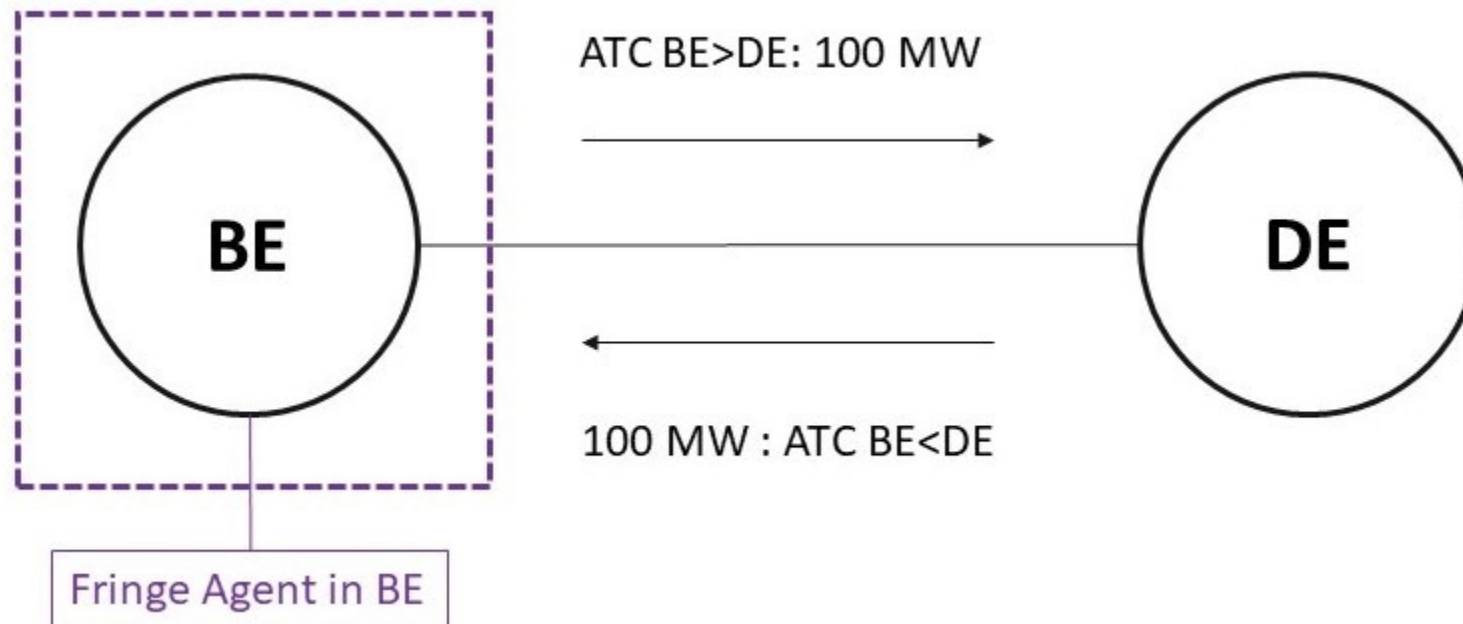 ATC BE>DE: 100 MW
BE
DE
100 MW : ATC BE<DE
Fringe Agent in BE